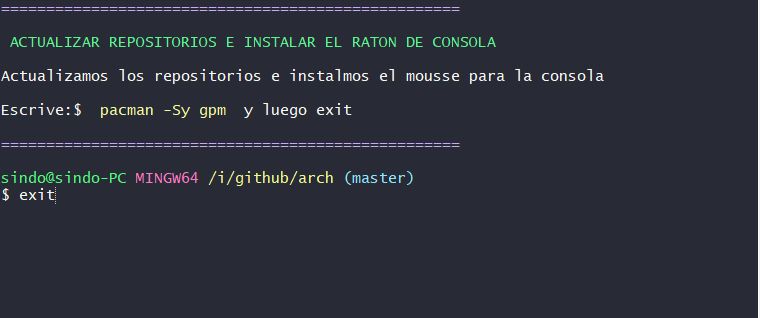 ===================================================
ACTUALIZAR REPOSITORIOS E INSTALAR EL RATON DE CONSOLA
Actualizamos los repositorios e instalmos el mousse para la consola
Escrive:$  pacman -Sy gpm  y luego exit
===================================================
sindo@sindo-PC MINGW64 /i/github/arch (master)
$ exit